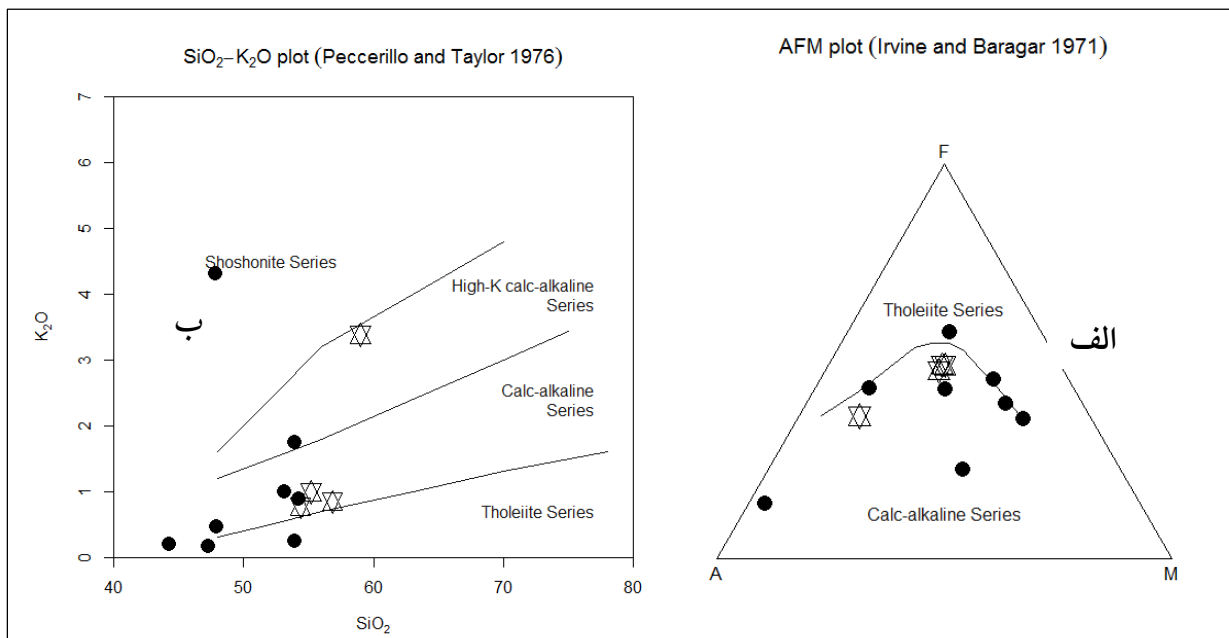 SiO₂−K₂O plot (Peccerillo and Taylor 1976)
7
6
5
4
3
2
1
0
K₂O
40
50
60
70
80
SiO₂
Shoshonite Series
High-K calc-alkaline
Series
Calc-alkaline
Series
Tholeiite Series
ب
AFM plot (Irvine and Baragar 1971)
F
Tholeiite Series
الف
Calc-alkaline Series
A
M